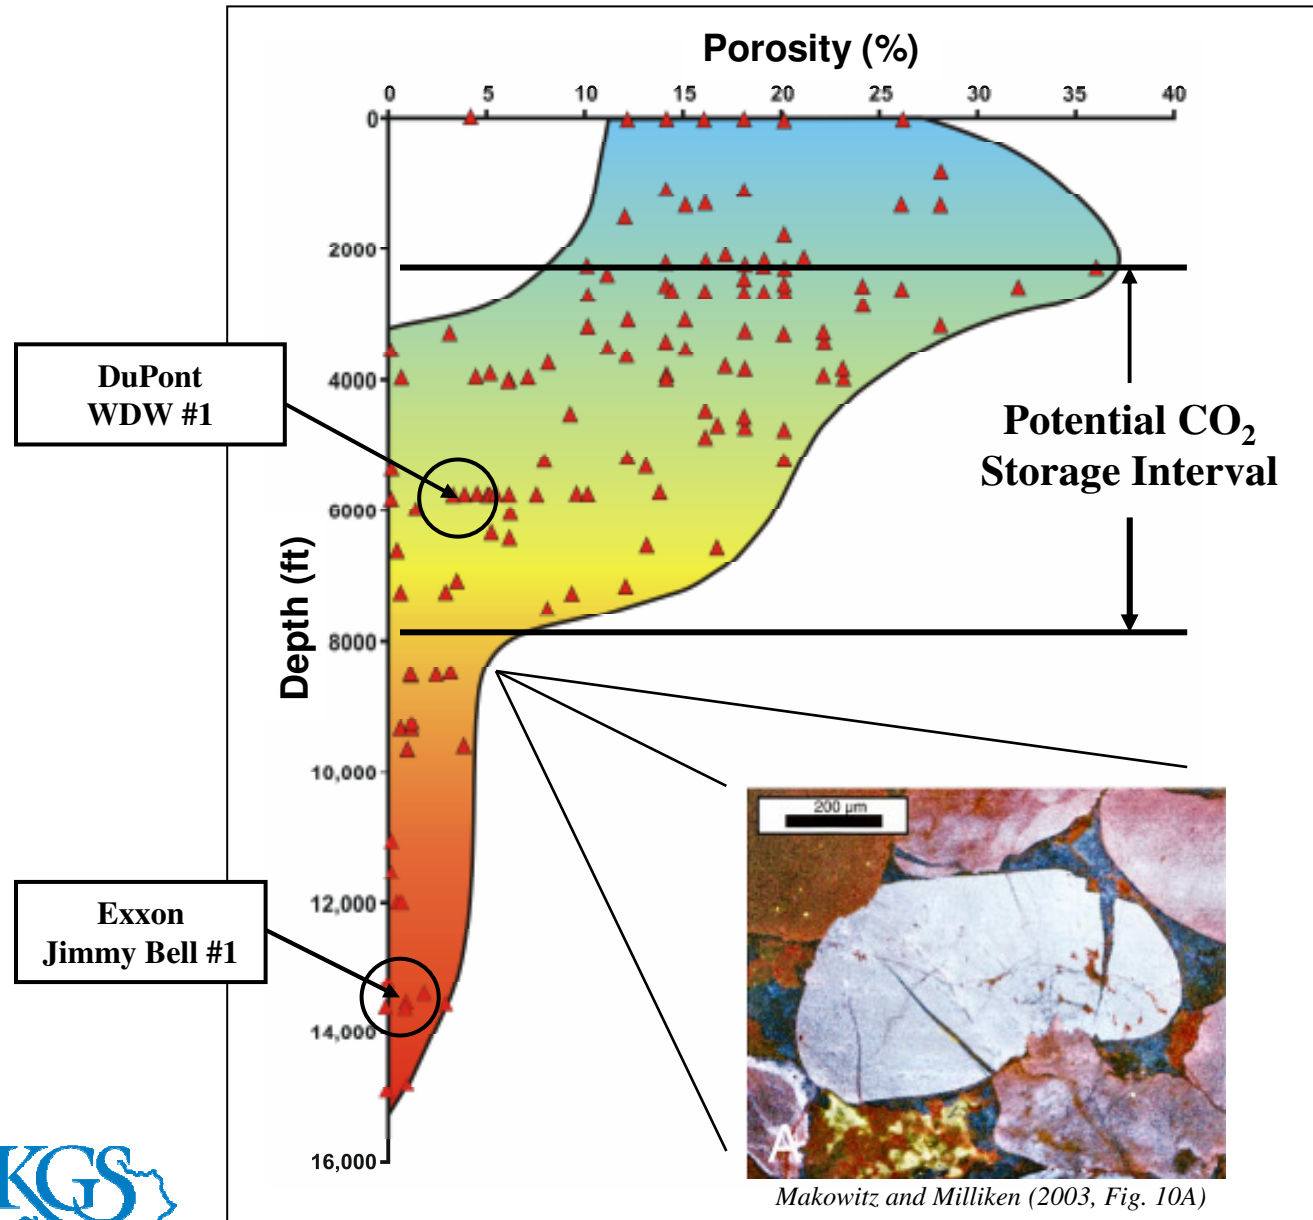 Porosity (%)
0 5 10 15 20 25 30 35 40
0
2000
4000
6000
8000
10,000
12,000
14,000
16,000
Depth (ft)
DuPont
WDW #1
Potential CO₂
Storage Interval
Exxon
Jimmy Bell #1
200 µm
A
Makowitz and Milliken (2003, Fig. 10A)
KGS